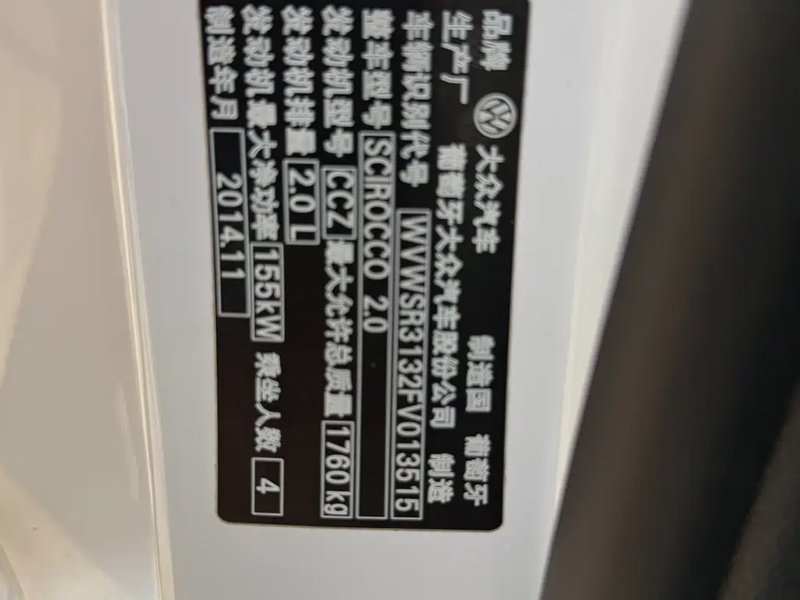 品牌 大众汽车 制造国 葡萄牙
生产厂 葡萄牙大众汽车股份公司 制造
车辆识别代号 WVWSR3132FV013515
整车型号 SCIROCCO 2.0
发动机型号 CCZ 最大允许总质量 1760kg
发动机排量 2.0 L
发动机最大净功率 155kW 乘坐人数 4
制造年月 2014.11